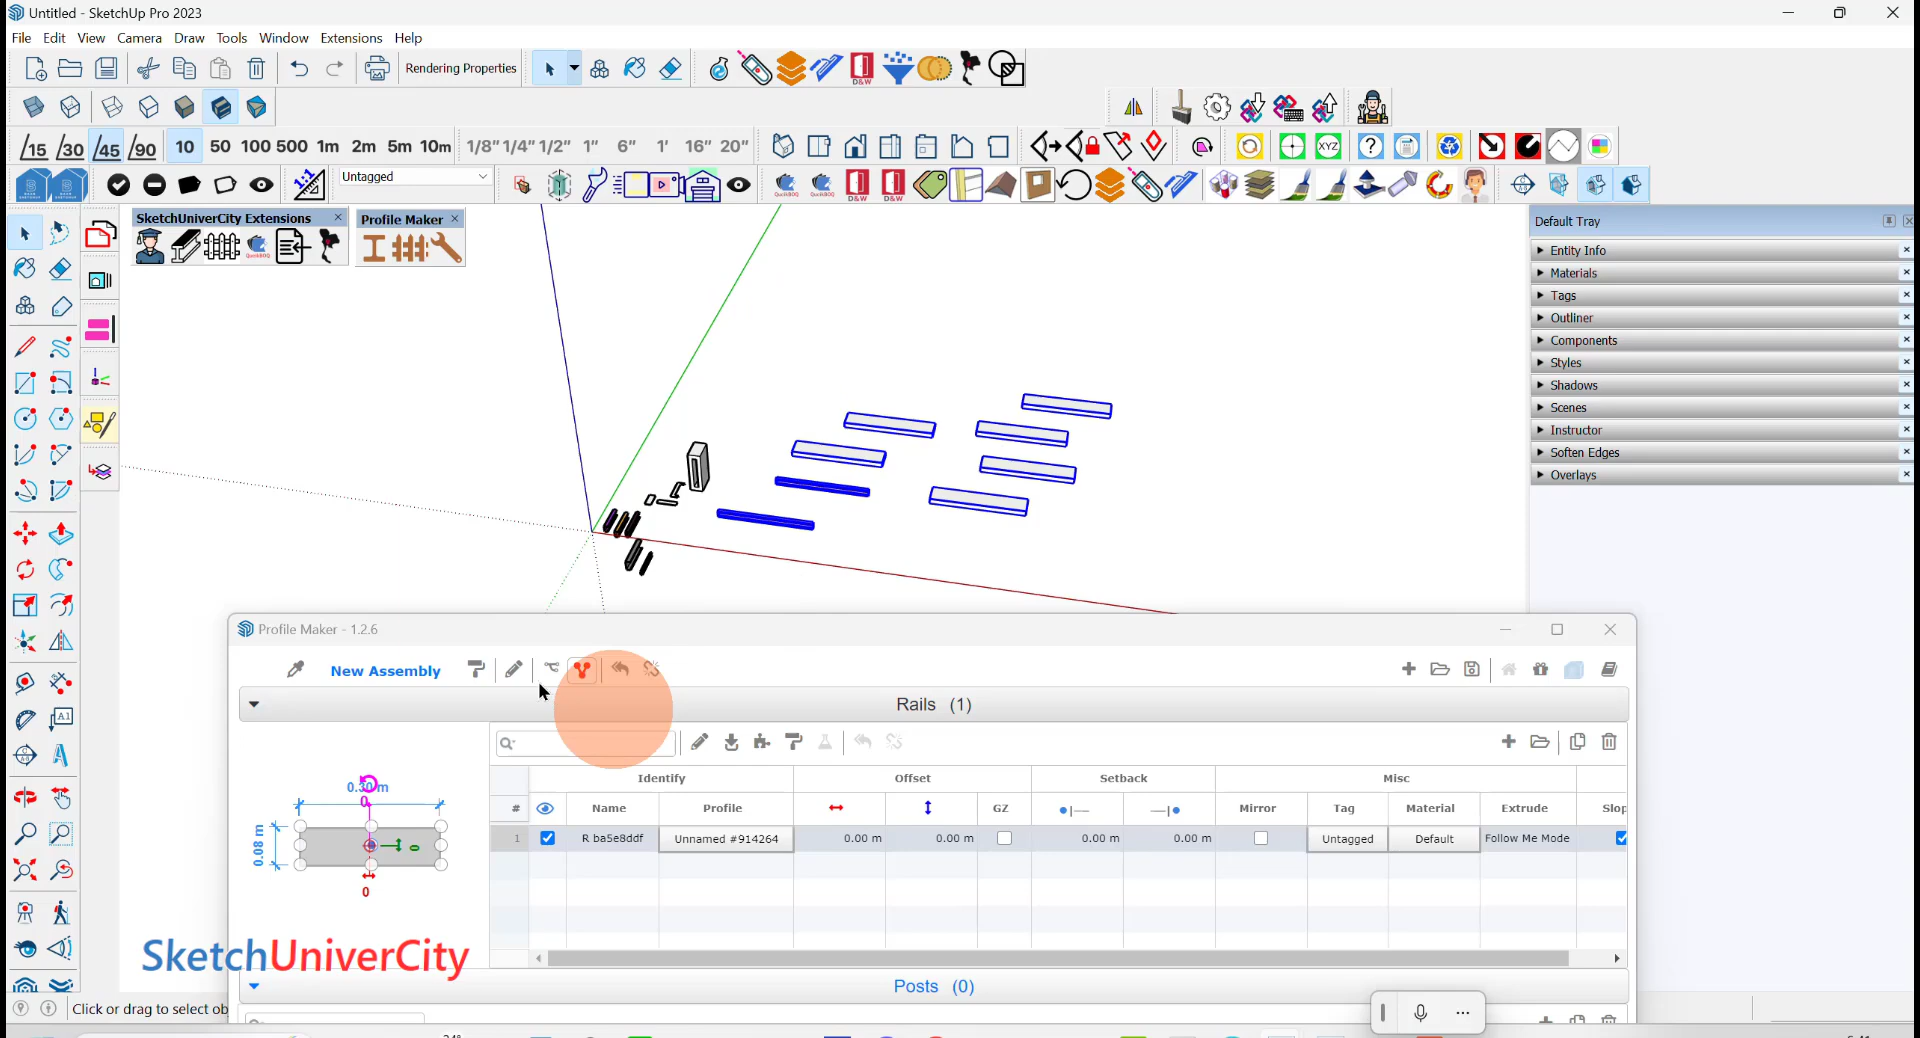 Untitled - SketchUp Pro 2023
File Edit View Camera Draw Tools Window Extensions Help
Rendering Properties
D&W
/15 /30 /45 /90 10 50 100 500 1m 2m 5m 10m 1/8" 1/4" 1/2" 1" 6" 1' 16" 20"
XYZ
Untagged
D&W D&W
SketchUniverCity Extensions
Profile Maker
Default Tray
Entity Info
Materials
Tags
Outliner
Components
Styles
Shadows
Scenes
Instructor
Soften Edges
Overlays
A1
Profile Maker - 1.2.6
New Assembly
Rails (1)
Identify Offset Setback Misc
# Name Profile GZ Mirror Tag Material Extrude Slop
1 R ba5e8ddf Unnamed #914264 0.00 m 0.00 m 0.00 m 0.00 m Untagged Default Follow Me Mode
0.30 m
0
0.08 m
0
0
SketchUniverCity
Posts (0)
Click or drag to select ob